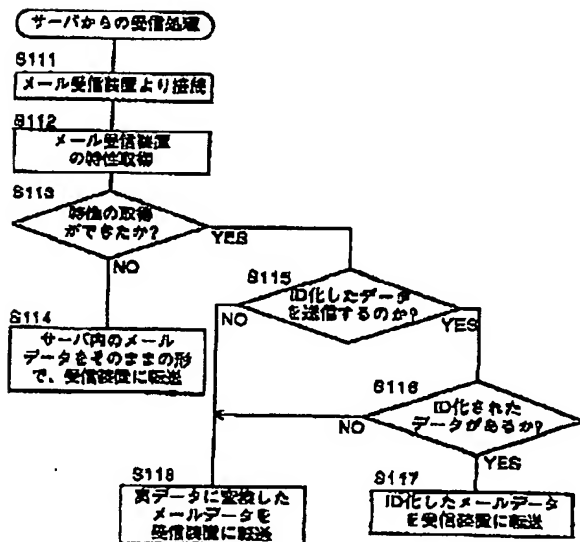 サーバからの受信処理
S111
メール受信装置より接続
S112
メール受信装置
の特性取得
S113
特性の取得
ができたか?
YES
NO
S114
サーバ内のメール
データをそのままの形
で、受信装置に転送
S115
ID化したデータ
を送信するのか?
NO
YES
S116
ID化された
データがあるか?
NO
YES
S118
実データに変換した
メールデータを
受信装置に転送
S117
ID化したメールデータ
を受信装置に転送